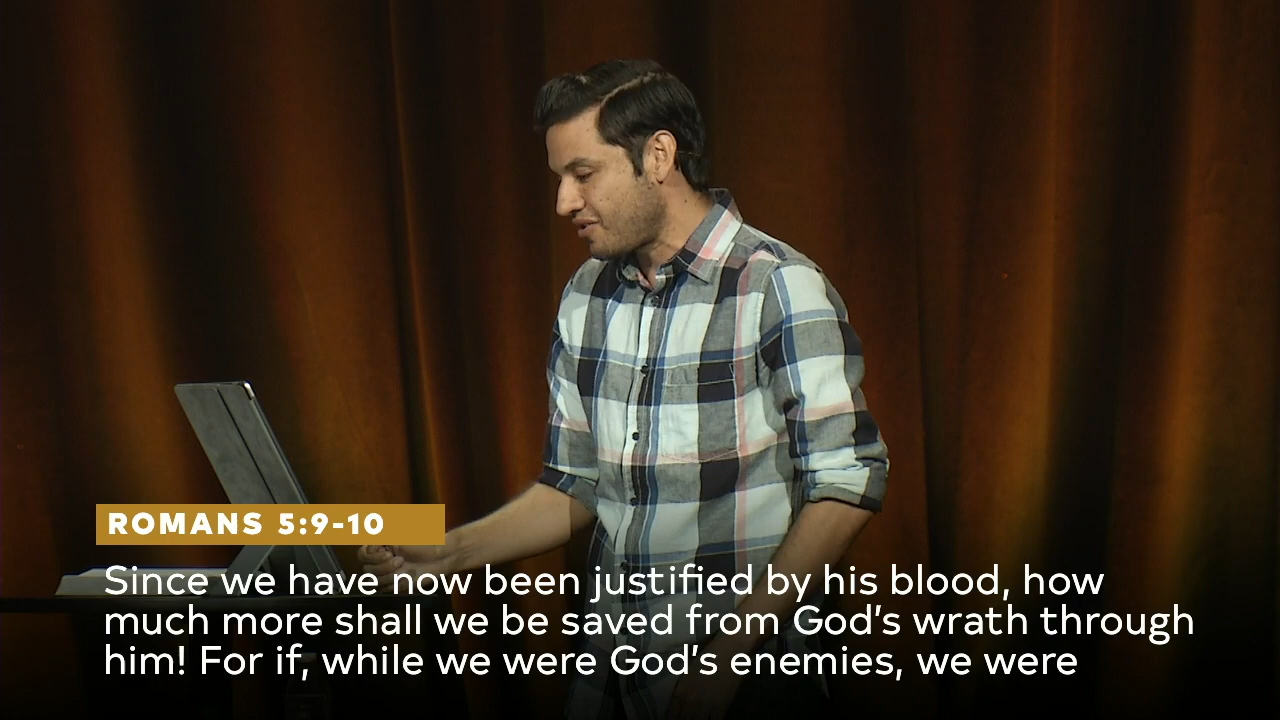 ROMANS 5:9-10
Since we have now been justified by his blood, how
much more shall we be saved from God's wrath through
him! For if, while we were God's enemies, we were